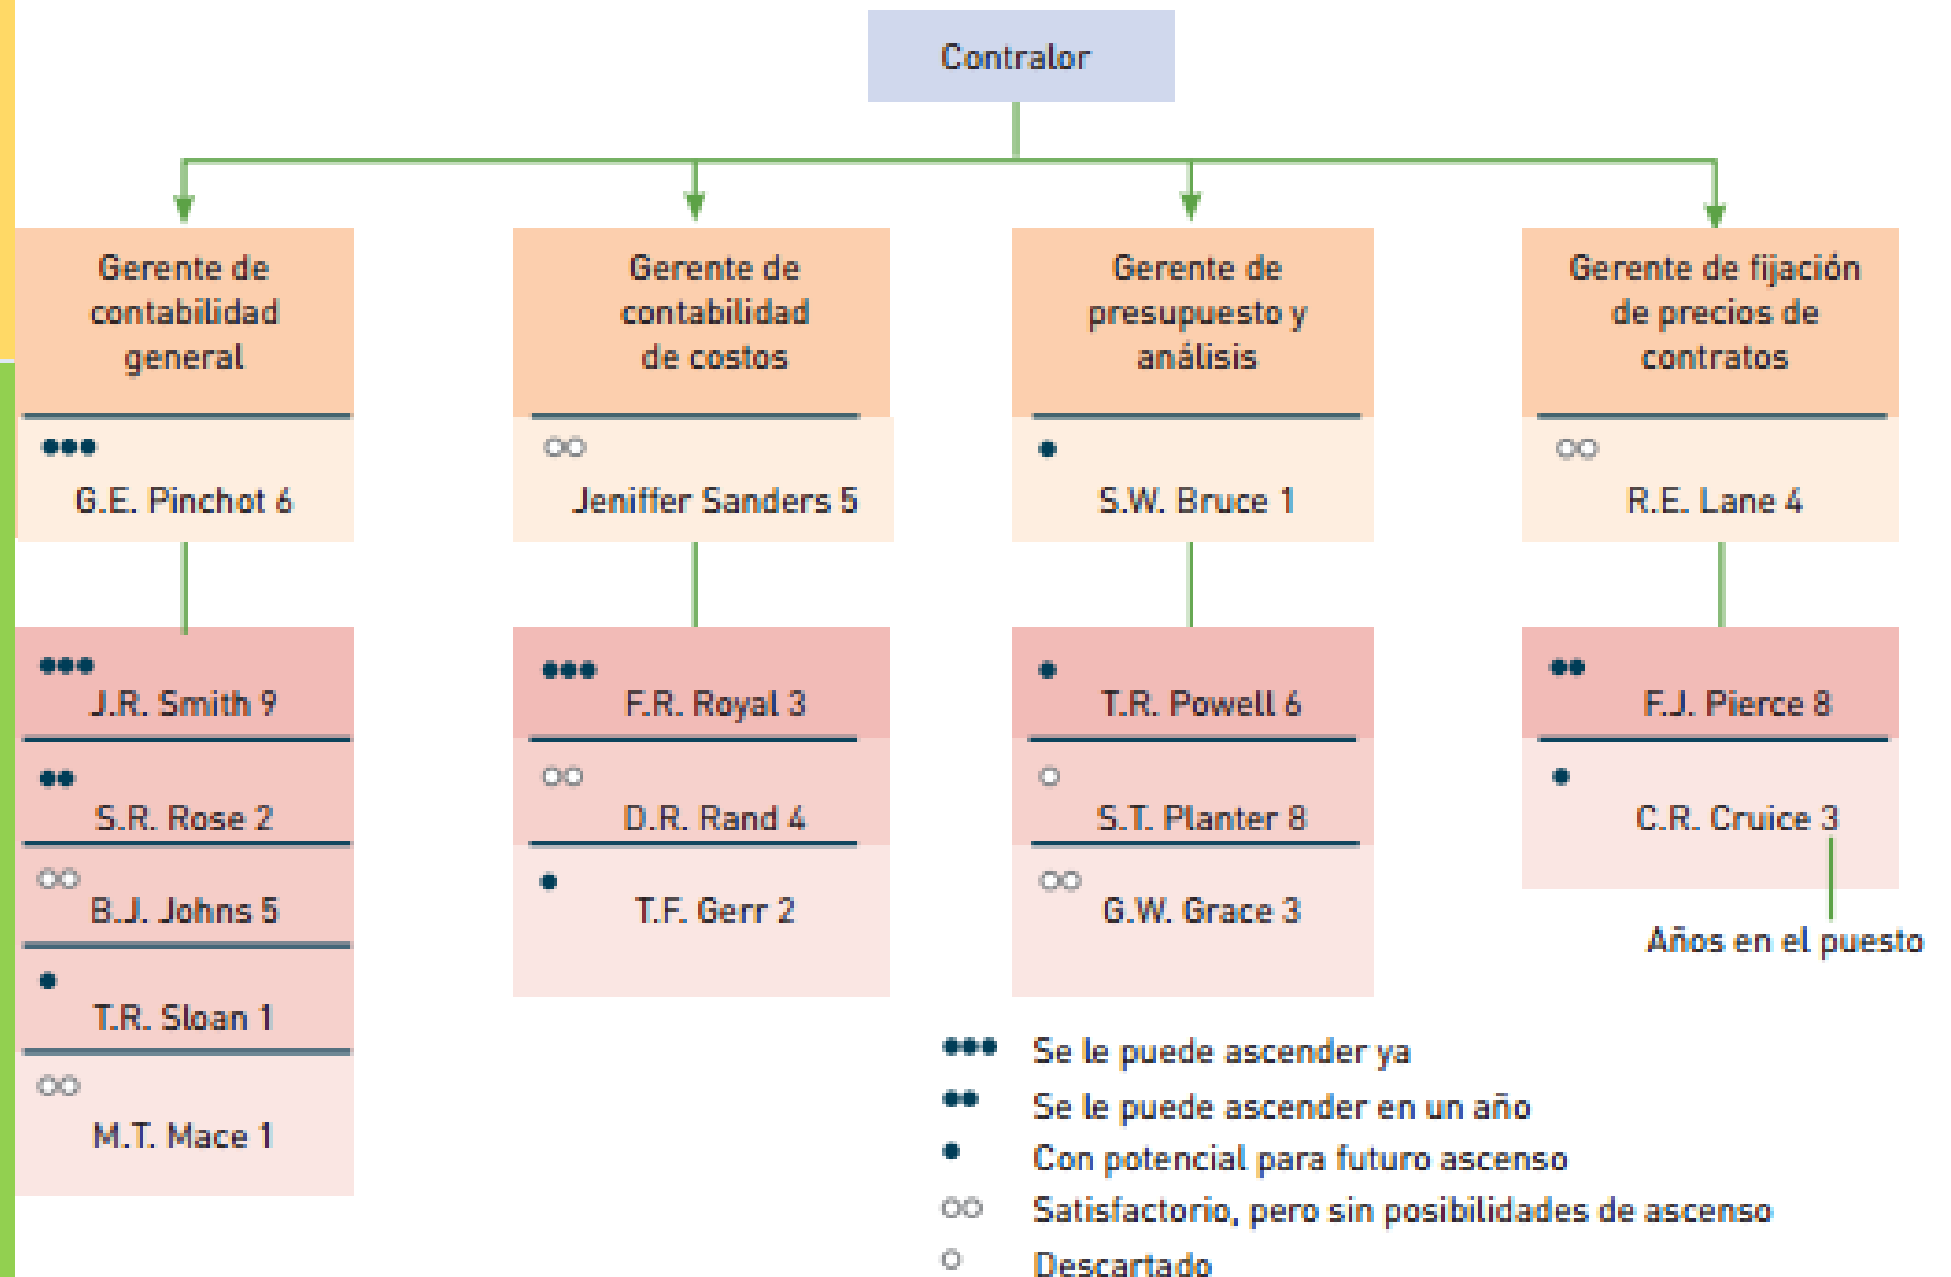 Contralor
Gerente de
contabilidad
general
G.E. Pinchot 6
J.R. Smith 9
S.R. Rose 2
B.J. Johns 5
T.R. Sloan 1
M.T. Mace 1
Gerente de
contabilidad
de costos
Jeniffer Sanders 5
F.R. Royal 3
D.R. Rand 4
T.F. Gerr 2
Gerente de
presupuesto y
análisis
S.W. Bruce 1
T.R. Powell 6
S.T. Planter 8
G.W. Grace 3
Gerente de fijación
de precios de
contratos
R.E. Lane 4
F.J. Pierce 8
C.R. Cruice 3
Años en el puesto
Se le puede ascender ya
Se le puede ascender en un año
Con potencial para futuro ascenso
Satisfactorio, pero sin posibilidades de ascenso
Descartado